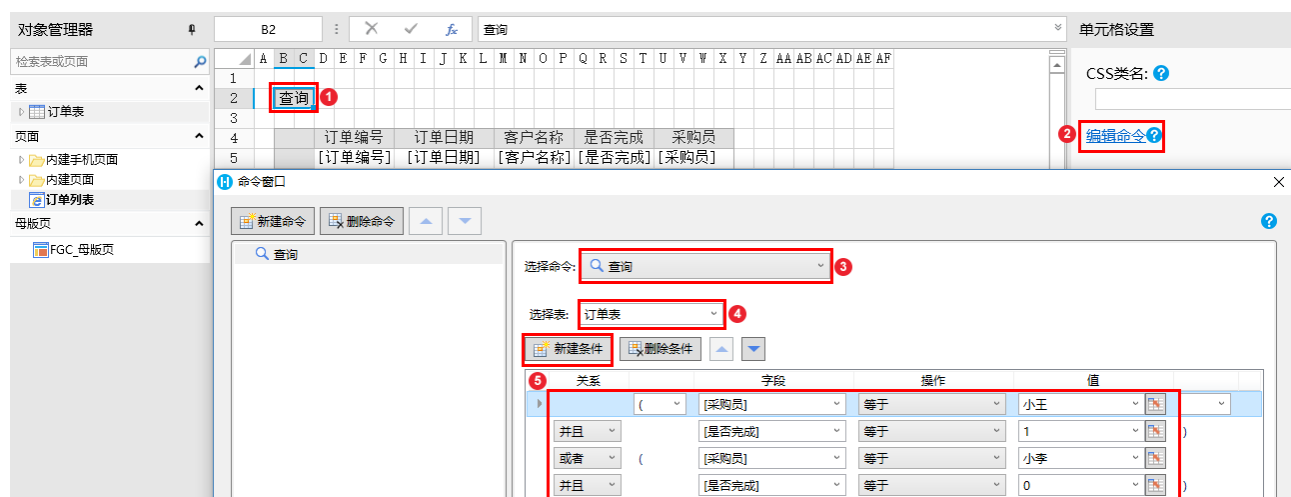 对象管理器 B2 fx 查询 单元格设置
检索表或页面 A B C D E F G H I J K L M N O P Q R S T U V W X Y Z AA AB AC AD AE AF
CSS类名: ?
表 1
2 查询 1
订单表 3
页面 4 订单编号 订单日期 客户名称 是否完成 采购员 2 编辑命令?
内建手机页面 5 [订单编号] [订单日期] [客户名称] [是否完成] [采购员]
内建页面 命令窗口
订单列表
母版页 新建命令 删除命令 ?
FGC_母版页 查询 选择命令: 查询 3
选择表: 订单表 4
新建条件 删除条件
5 关系 字段 操作 值
( [采购员] 等于 小王
并且 [是否完成] 等于 1 )
或者 ( [采购员] 等于 小李
并且 [是否完成] 等于 0 )